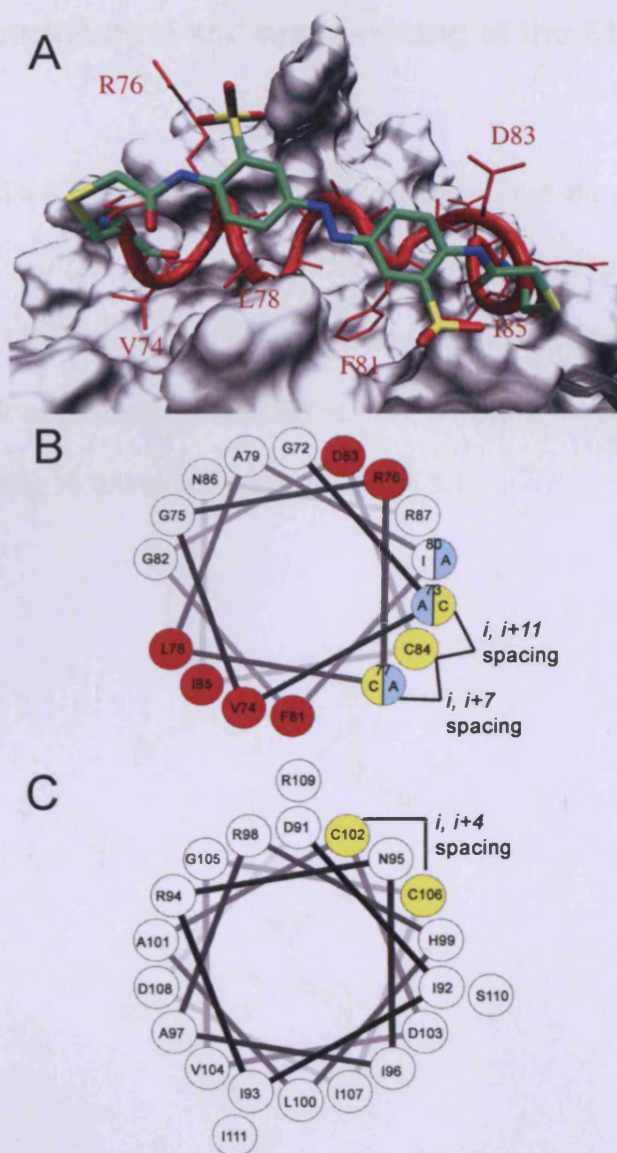 A
R76
D83
L78
I85
V74
F81
B
G72
A79
D83
N86
R76
G75
R87
G82
80
I A
73
A C
i, i+11
spacing
L78
C84
I85
77
C A
V74
F81
i, i+7
spacing
C
R109
D91
C102
i, i+4
spacing
R98
N95
G105
R94
C106
A101
H99
D108
I92
S110
A97
D103
V104
I96
I93
I107
L100
I111